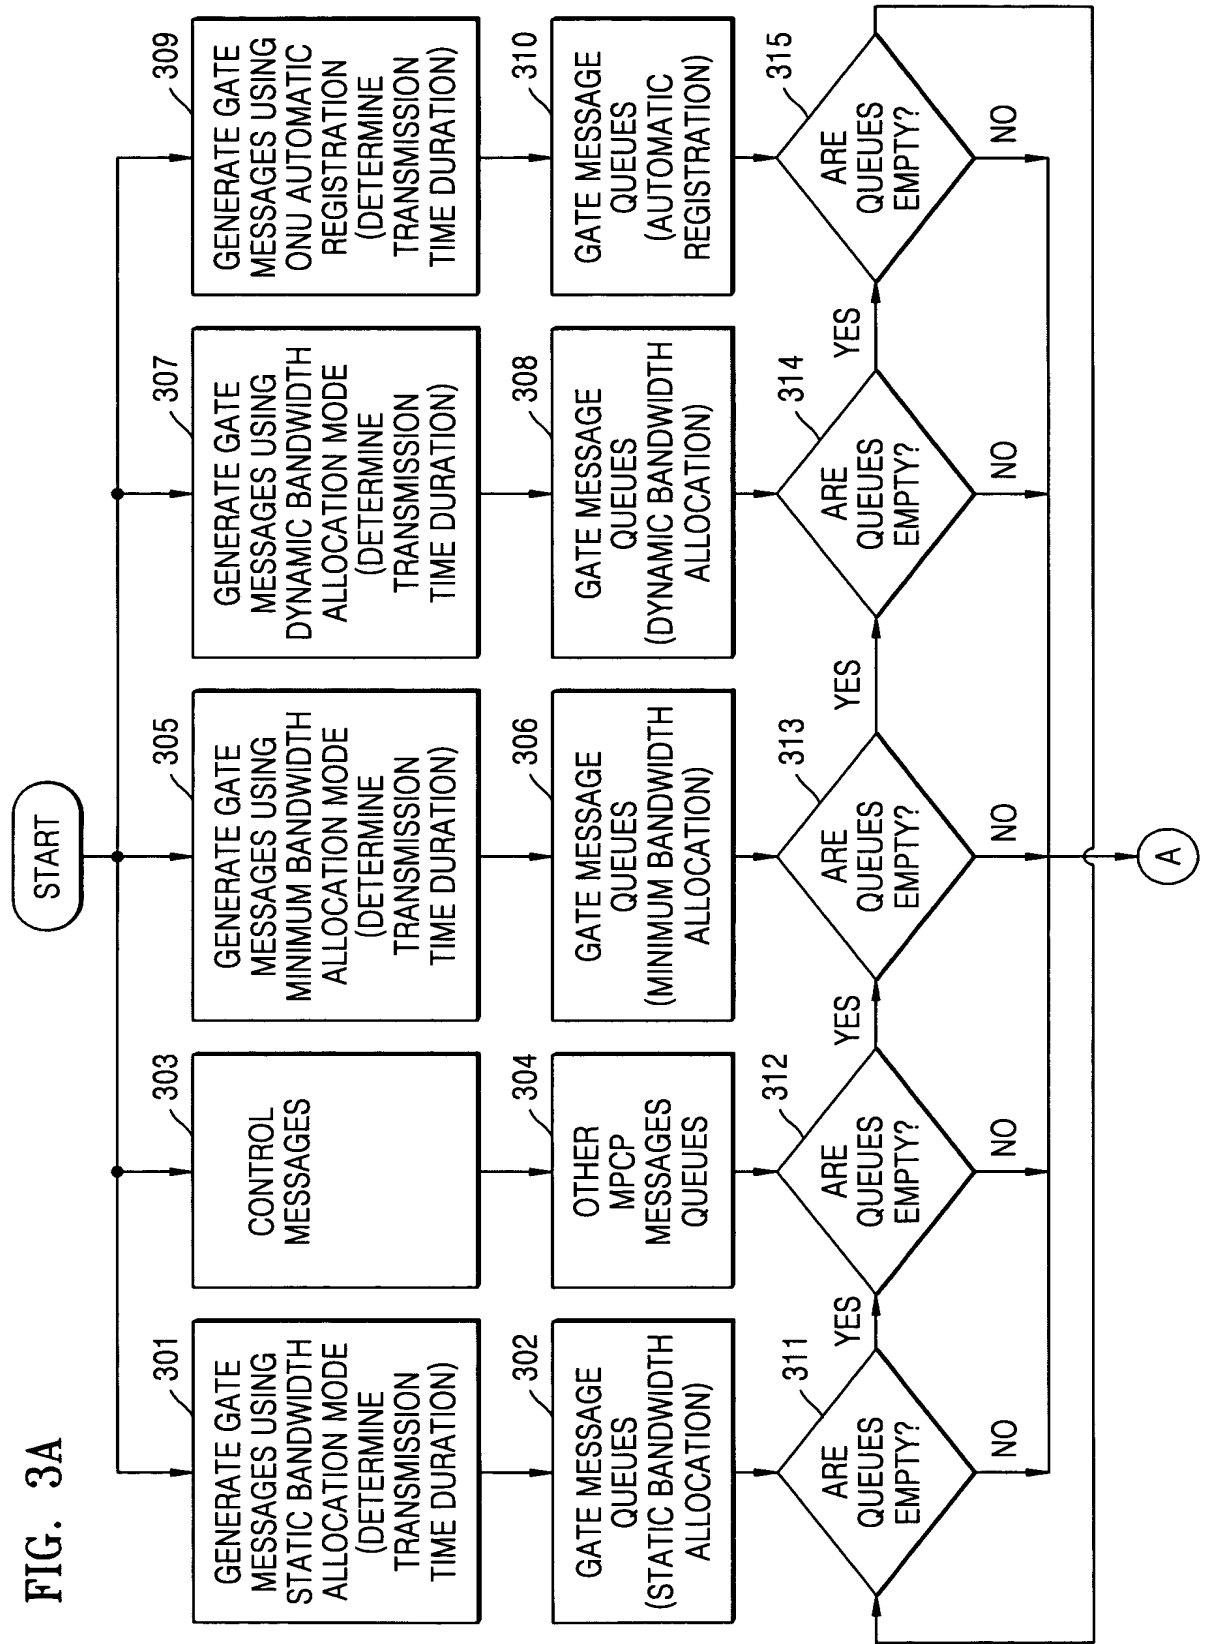 FIG. 3A
START
301
GENERATE GATE
MESSAGES USING
STATIC BANDWIDTH
ALLOCATION MODE
(DETERMINE
TRANSMISSION
TIME DURATION)
303
CONTROL
MESSAGES
305
GENERATE GATE
MESSAGES USING
MINIMUM BANDWIDTH
ALLOCATION MODE
(DETERMINE
TRANSMISSION
TIME DURATION)
307
GENERATE GATE
MESSAGES USING
DYNAMIC BANDWIDTH
ALLOCATION MODE
(DETERMINE
TRANSMISSION
TIME DURATION)
309
GENERATE GATE
MESSAGES USING
ONU AUTOMATIC
REGISTRATION
(DETERMINE
TRANSMISSION
TIME DURATION)
302
GATE MESSAGE
QUEUES
(STATIC BANDWIDTH
ALLOCATION)
304
OTHER
MPCP
MESSAGES
QUEUES
306
GATE MESSAGE
QUEUES
(MINIMUM BANDWIDTH
ALLOCATION)
308
GATE MESSAGE
QUEUES
(DYNAMIC BANDWIDTH
ALLOCATION)
310
GATE MESSAGE
QUEUES
(AUTOMATIC
REGISTRATION)
311
ARE
QUEUES
EMPTY?
YES
NO
312
ARE
QUEUES
EMPTY?
YES
NO
313
ARE
QUEUES
EMPTY?
YES
NO
314
ARE
QUEUES
EMPTY?
YES
NO
315
ARE
QUEUES
EMPTY?
NO
A